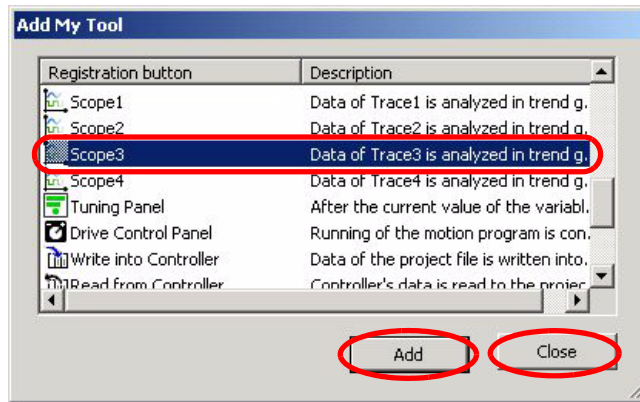 Add My Tool
Registration button Description
Scope1 Data of Trace1 is analyzed in trend g.
Scope2 Data of Trace2 is analyzed in trend g.
Scope3 Data of Trace3 is analyzed in trend g.
Scope4 Data of Trace4 is analyzed in trend g.
Tuning Panel After the current value of the variabl.
Drive Control Panel Running of the motion program is con.
Write into Controller Data of the project file is written into.
Read from Controller Controller's data is read to the projec
Add Close